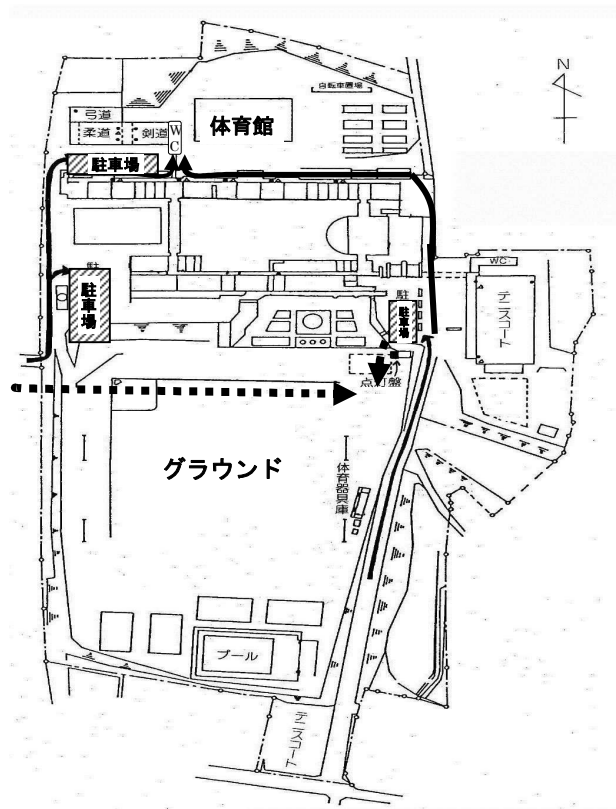 N
自転車置場
弓道
柔道
剣道
WC
体育館
駐車場
WC
駐
駐車場
駐
駐車場
テニスコート
点灯盤
グラウンド
体育器具庫
プール
テニスコート